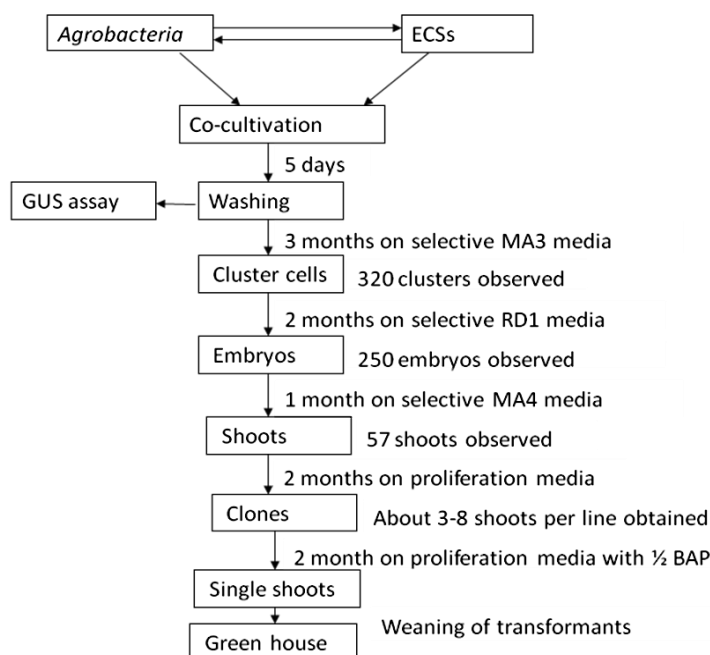 Agrobacteria
ECSs
Co-cultivation
5 days
GUS assay
Washing
3 months on selective MA3 media
Cluster cells
320 clusters observed
2 months on selective RD1 media
Embryos
250 embryos observed
1 month on selective MA4 media
Shoots
57 shoots observed
2 months on proliferation media
Clones
About 3-8 shoots per line obtained
2 month on proliferation media with ½ BAP
Single shoots
Weaning of transformants
Green house